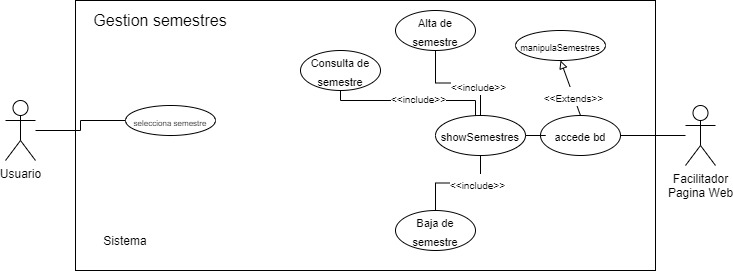 Gestion semestres
Alta de
semestre
manipulaSemestres
Consulta de
semestre
<<include>>
<<include>>
<<Extends>>
selecciona semestre
showSemestres
accede bd
Usuario
Facilitador
Pagina Web
<<include>>
Baja de
semestre
Sistema